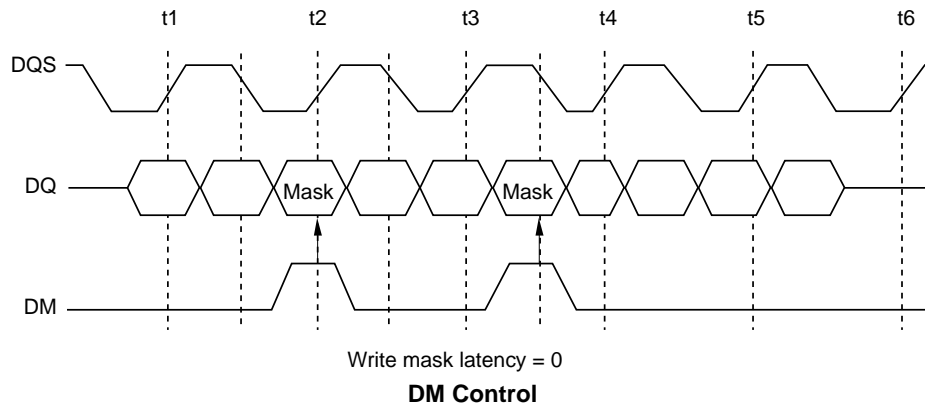 t1 t2 t3 t4 t5 t6
DQS
DQ Mask Mask
DM
Write mask latency = 0
DM Control